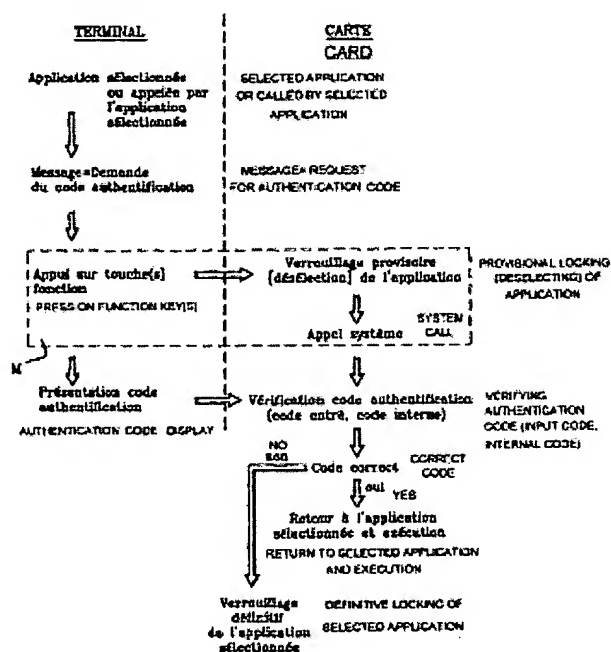 TERMINAL
CARTE
CARD
Application sélectionnée
ou appelée par
l'application
sélectionnée
SELECTED APPLICATION
OR CALLED BY SELECTED
APPLICATION
Message=Demande
du code authentification
MESSAGE= REQUEST
FOR AUTHENTICATION CODE
Appui sur touche(s)
fonction
PRESS ON FUNCTION KEY(S)
Verrouillage provisoire
[désélection] de l'application
PROVISIONAL LOCKING
(DESELECTING) OF
APPLICATION
Appel système
SYSTEM
CALL
M
Présentation code
authentification
AUTHENTICATION CODE DISPLAY
Vérification code authentification
(code entré, code interne)
VERIFYING
AUTHENTICATION
CODE (INPUT CODE,
INTERNAL CODE)
NO
non
Code correct
CORRECT
CODE
oui
YES
Retour à l'application
sélectionnée et exécution
RETURN TO SELECTED APPLICATION
AND EXECUTION
Verrouillage
définitif
de l'application
sélectionnée
DEFINITIVE LOCKING OF
SELECTED APPLICATION